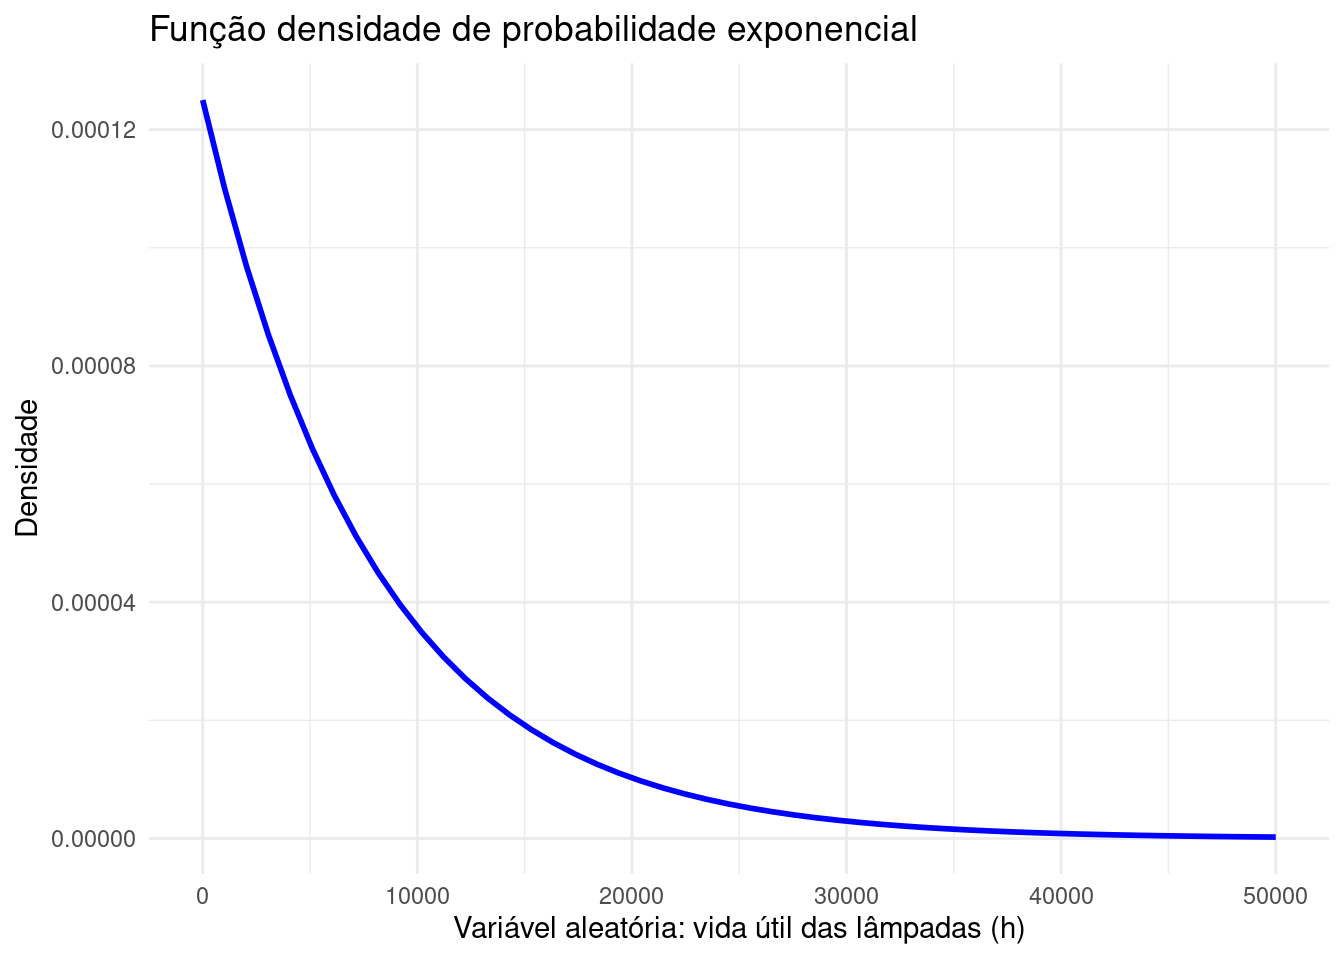 Função densidade de probabilidade exponencial
0.00012
0.00008
0.00004
0.00000
Densidade
0 10000 20000 30000 40000 50000
Variável aleatória: vida útil das lâmpadas (h)